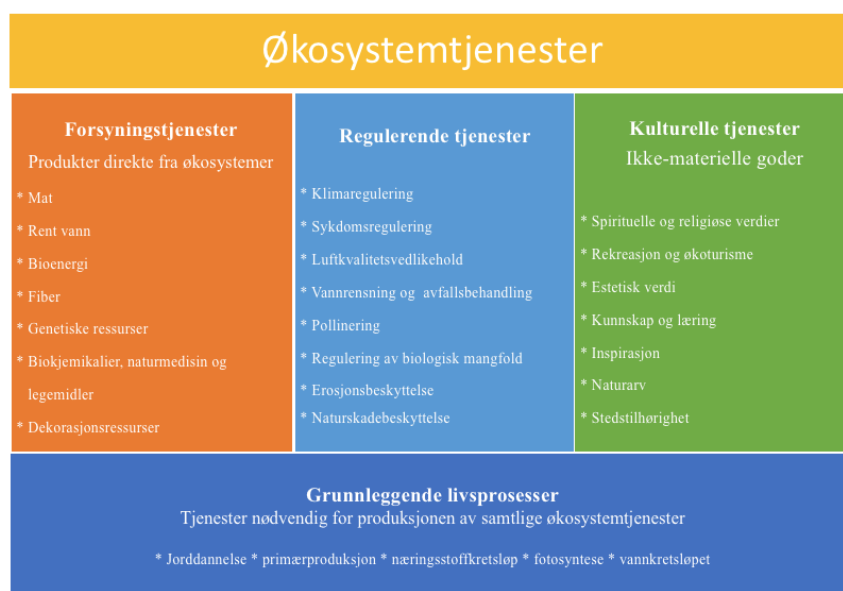 Økosystemtjenester
Forsyningstjenester
Produkter direkte fra økosystemer
* Mat
* Rent vann
* Bioenergi
* Fiber
* Genetiske ressurser
* Biokjemikalier, naturmedisin og
legemidler
* Dekorasjonsressurser
Regulerende tjenester
* Klimaregulering
* Sykdomsregulering
* Luftkvalitetsvedlikehold
* Vannrensning og  avfallsbehandling
* Pollinering
* Regulering av biologisk mangfold
* Erosjonsbeskyttelse
* Naturskadebeskyttelse
Kulturelle tjenester
Ikke-materielle goder
* Spirituelle og religiøse verdier
* Rekreasjon og økoturisme
* Estetisk verdi
* Kunnskap og læring
* Inspirasjon
* Naturarv
* Stedstilhørighet
Grunnleggende livsprosesser
Tjenester nødvendig for produksjonen av samtlige økosystemtjenester
* Jorddannelse * primærproduksjon * næringsstoffkretsløp * fotosyntese * vannkretsløpet